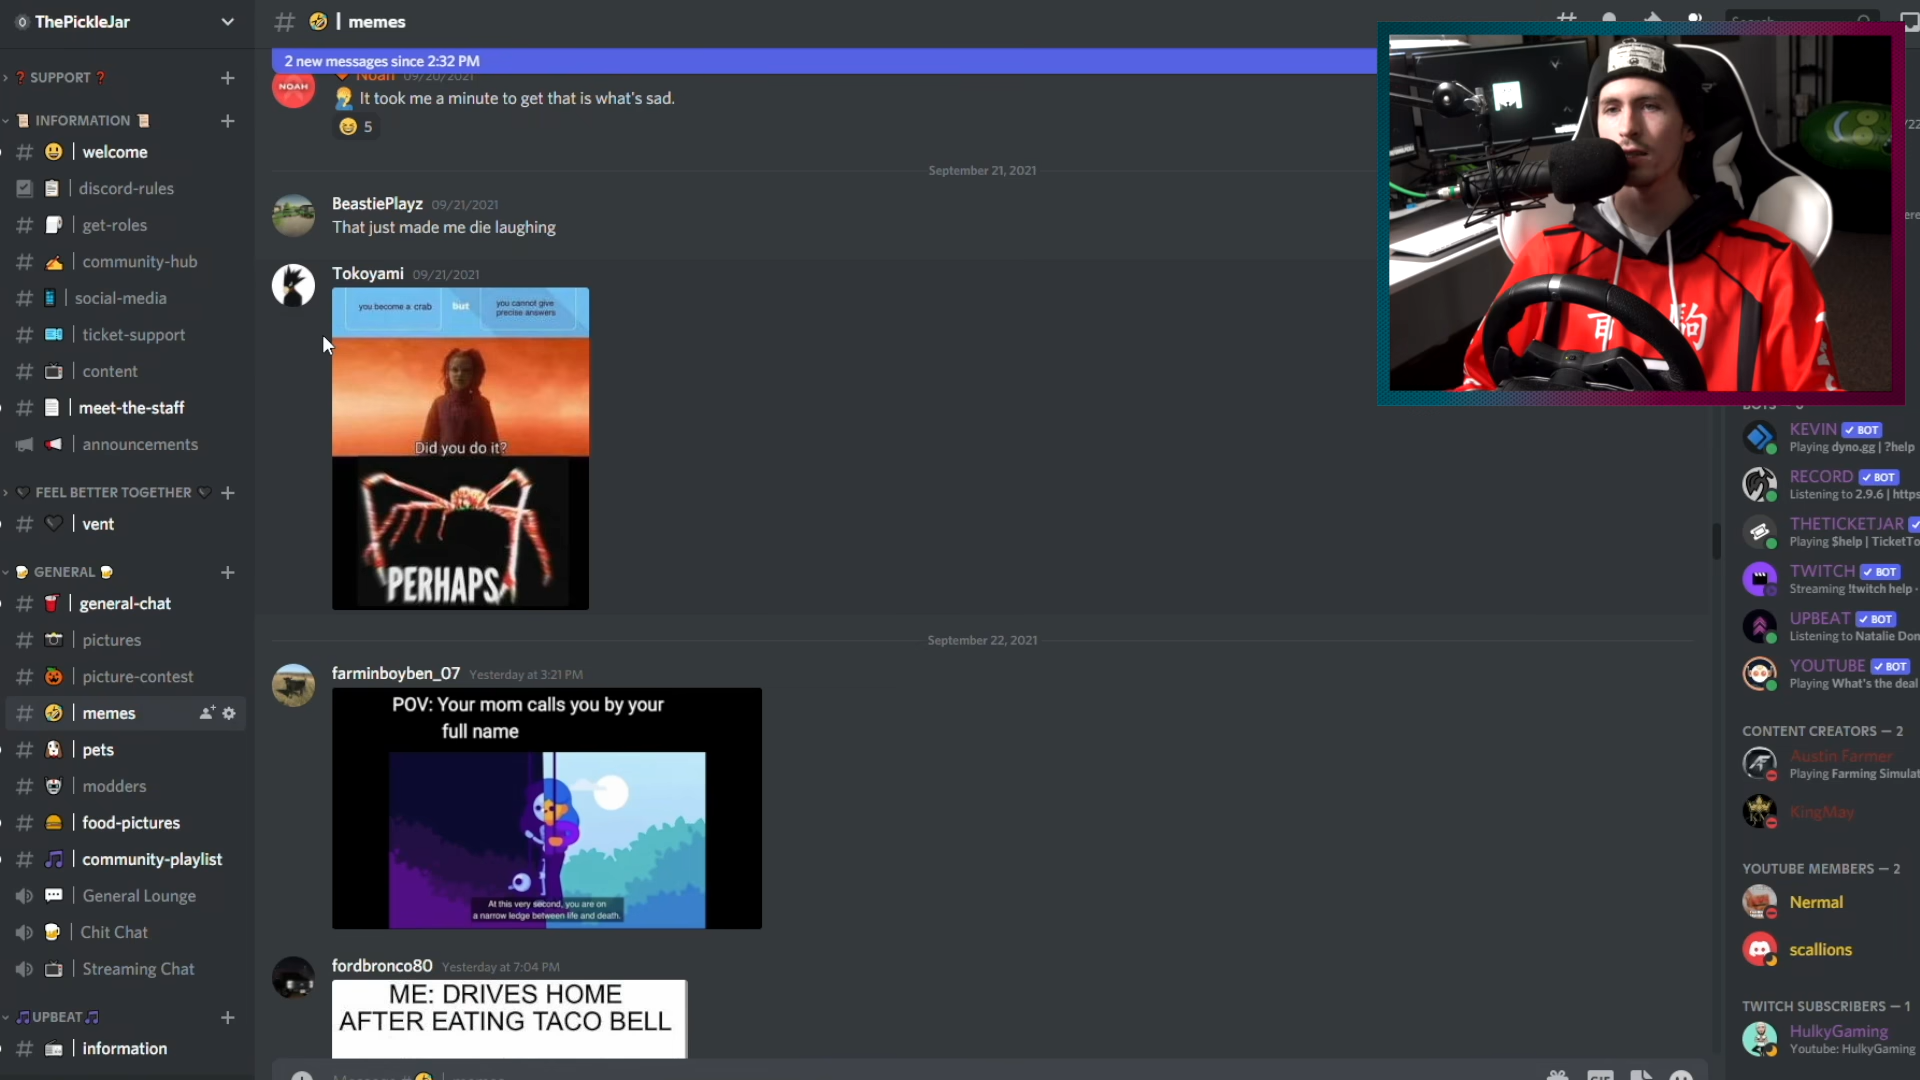 ThePickleJar
SUPPORT
INFORMATION
welcome
discord-rules
get-roles
community-hub
social-media
ticket-support
content
meet-the-staff
announcements
FEEL BETTER TOGETHER
vent
GENERAL
general-chat
pictures
picture-contest
memes
pets
modders
food-pictures
community-playlist
General Lounge
Chit Chat
Streaming Chat
UPBEAT
information
| memes
2 new messages since 2:32 PM
NOAH
Noah 09/20/2021
It took me a minute to get that is what's sad.
5
September 21, 2021
BeastiePlayz 09/21/2021
That just made me die laughing
Tokoyami 09/21/2021
you become a crab but you cannot give
precise answers
Did you do it?
PERHAPS
September 22, 2021
farminboyben_07 Yesterday at 3:21 PM
POV: Your mom calls you by your
full name
At this very second, you are on
a narrow ledge between life and death.
fordbronco80 Yesterday at 7:04 PM
ME: DRIVES HOME
AFTER EATING TACO BELL
Search
KEVIN BOT
Playing dyno.gg | ?help
RECORD BOT
Listening to 2.9.6 | https
THETICKETJAR
Playing $help | TicketTo
TWITCH BOT
Streaming !twitch help
UPBEAT BOT
Listening to Natalie Don
YOUTUBE BOT
Playing What's the deal
CONTENT CREATORS — 2
Austin Farmer
Playing Farming Simulat
KingMay
YOUTUBE MEMBERS — 2
Nermal
scallions
TWITCH SUBSCRIBERS — 1
HulkyGaming
Youtube: HulkyGaming